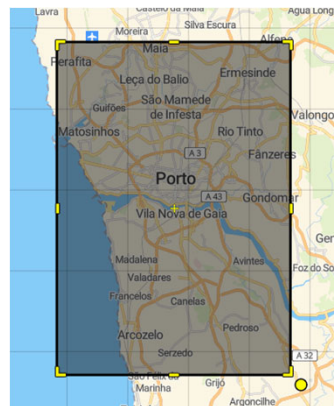 Lavra
Castelo da Maia
Água Long
Silva Escura
Moreira
Maia
Alfena
Perafita
Leça do Balio
Ermesinde
São Mamede
de Infesta
Guifões
Valongo
Matosinhos
Rio Tinto
A 3
Fânzeres
Porto
A 43
Gondomar
Vila Nova de Gaia
Ger
Madalena
Avintes
Foz do So
Valadares
Francelos
Canelas
Arcozelo
Pedroso
Serzedo
A 32
São Félix da
Marinha
Grijó
Argoncilhe